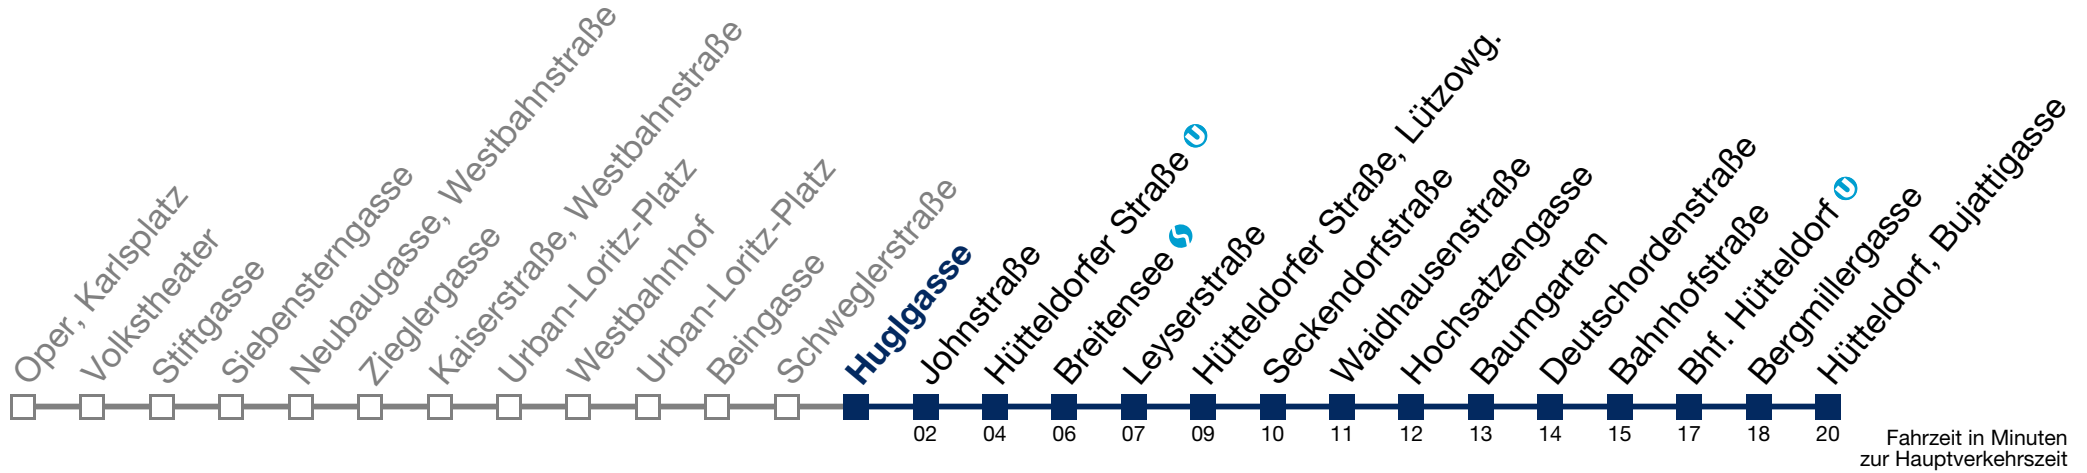 Oper, Karlsplatz
Volkstheater
Stiftgasse
Siebensterngasse
Neubaugasse, Westbahnstraße
Zieglergasse
Kaiserstraße, Westbahnstraße
Urban-Loritz-Platz
Westbahnhof
Urban-Loritz-Platz
Beingasse
Schweglerstraße
Huglgasse
Johnstraße
Hütteldorfer Straße U
Breitensee S
Leyserstraße
Hütteldorfer Straße, Lützowg.
Seckendorfstraße
Waidhausenstraße
Hochsatzengasse
Baumgarten
Deutschordenstraße
Bahnhofstraße
Bhf. Hütteldorf U
Bergmillergasse
Hütteldorf, Bujattigasse
02 04 06 07 09 10 11 12 13 14 15 17 18 20
Fahrzeit in Minuten
zur Hauptverkehrszeit